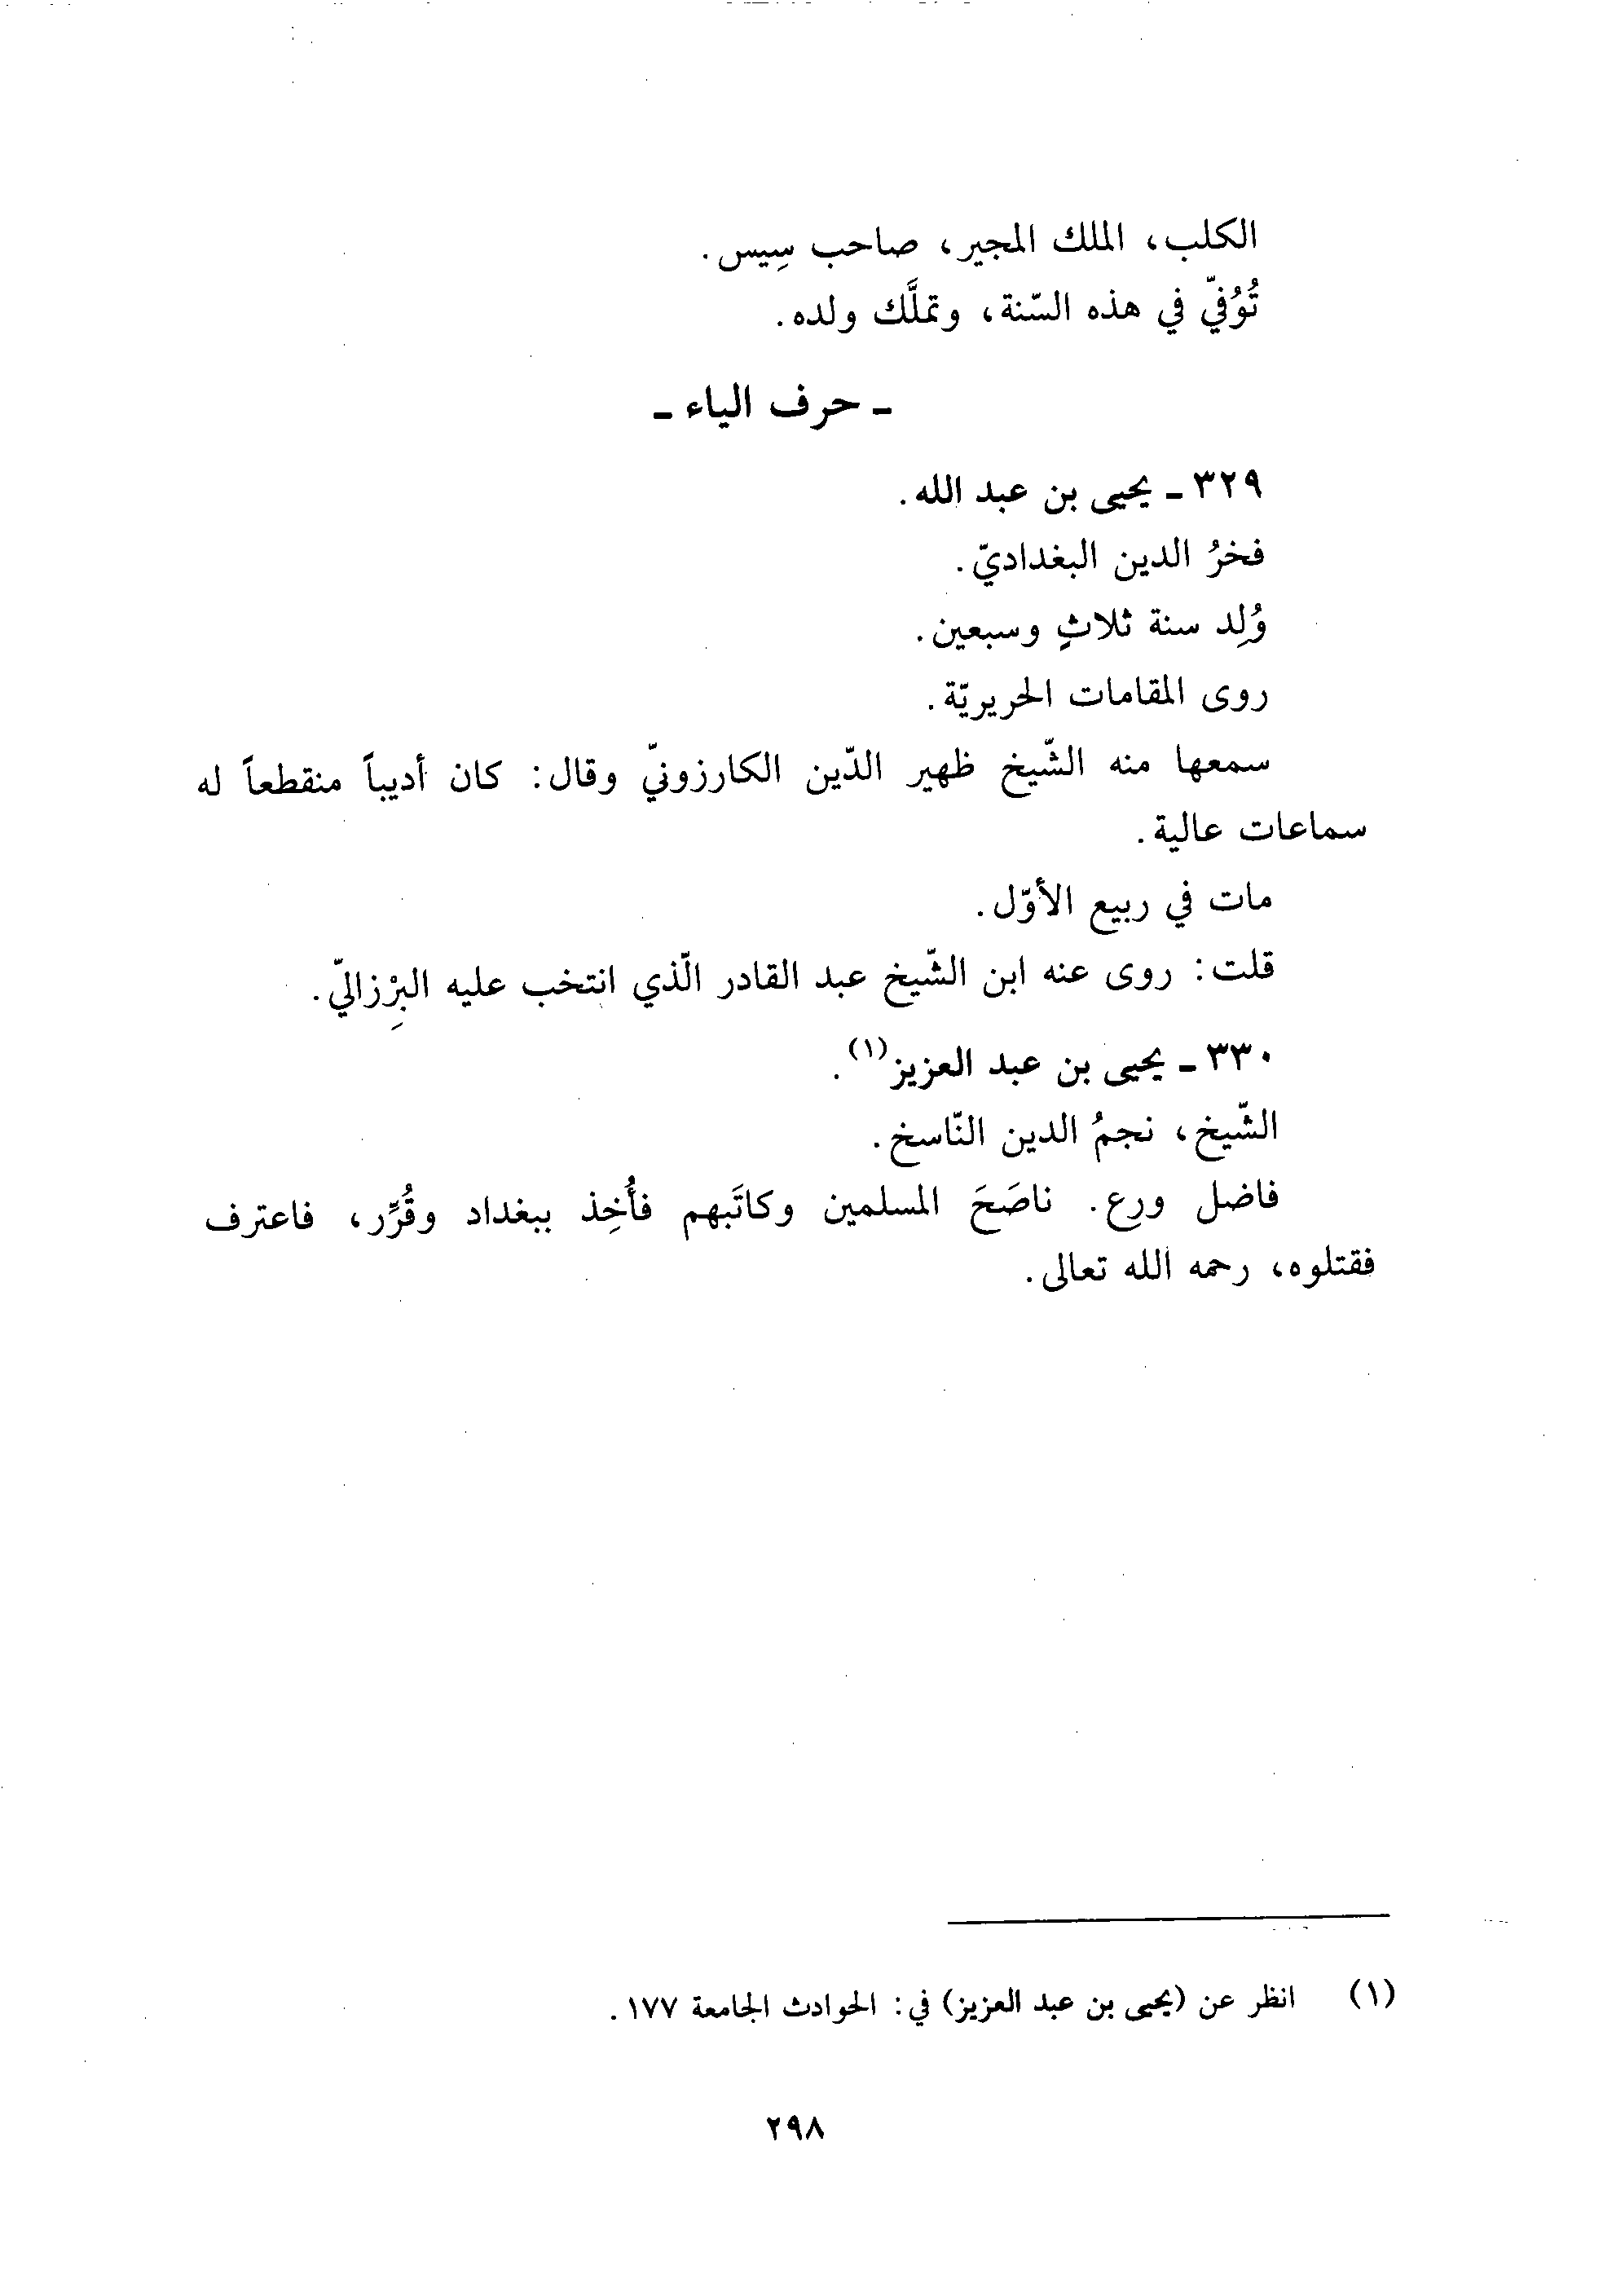 الكلب، الملك المجير، صاحب سِيس.
تُوُفيّ في هذه السّنة، وتملَّك ولده.
ـ حرف الياء ـ
٣٢٩ ـ يحيى بن عبد الله.
فخرُ الدين البغداديّ.
وُلِد سنة ثلاثٍ وسبعين.
روى المقامات الحريريّة.
سمعها منه الشّيخ ظهير الدّين الكارزونيّ وقال: كان أديباً منقطعاً له
سماعات عالية.
مات في ربيع الأوّل.
قلت: روى عنه ابن الشّيخ عبد القادر الّذي انتخب عليه البِرْزاليّ.
٣٣٠ ـ يحيى بن عبد العزيز(١).
الشّيخ، نجمُ الدين النّاسخ.
فاضل ورع. ناصَحَ المسلمين وكاتَبهم فأُخِذ ببغداد وقُرِّر، فاعترف
فقتلوه، رحمه الله تعالى.
(١) انظر عن (يحيى بن عبد العزيز) في: الحوادث الجامعة ١٧٧.
٢٩٨